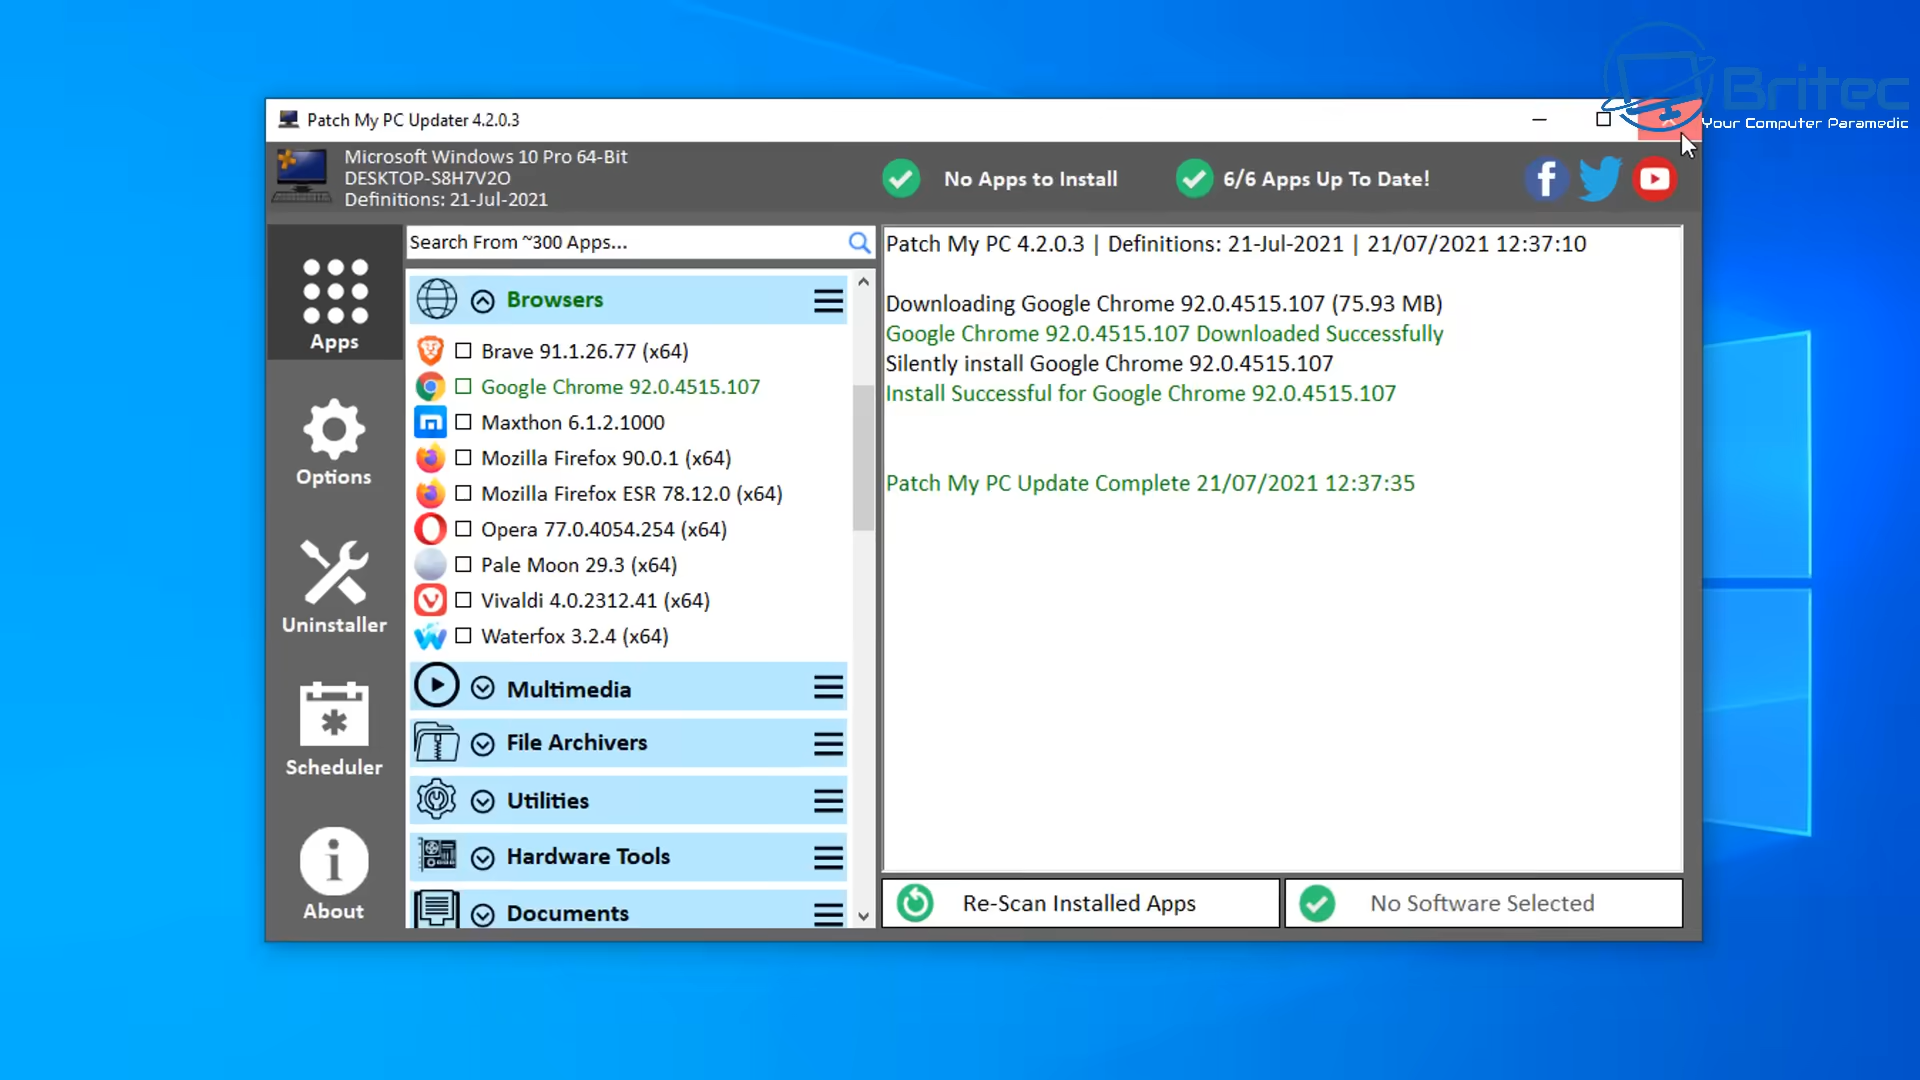 Britec
Your Computer Paramedic
Patch My PC Updater 4.2.0.3
Microsoft Windows 10 Pro 64-Bit
DESKTOP-S8H7V2O
Definitions: 21-Jul-2021
No Apps to Install
6/6 Apps Up To Date!
Apps
Options
Uninstaller
Scheduler
About
Search From ~300 Apps...
Browsers
Brave 91.1.26.77 (x64)
Google Chrome 92.0.4515.107
Maxthon 6.1.2.1000
Mozilla Firefox 90.0.1 (x64)
Mozilla Firefox ESR 78.12.0 (x64)
Opera 77.0.4054.254 (x64)
Pale Moon 29.3 (x64)
Vivaldi 4.0.2312.41 (x64)
Waterfox 3.2.4 (x64)
Multimedia
File Archivers
Utilities
Hardware Tools
Documents
Patch My PC 4.2.0.3 | Definitions: 21-Jul-2021 | 21/07/2021 12:37:10
Downloading Google Chrome 92.0.4515.107 (75.93 MB)
Google Chrome 92.0.4515.107 Downloaded Successfully
Silently install Google Chrome 92.0.4515.107
Install Successful for Google Chrome 92.0.4515.107
Patch My PC Update Complete 21/07/2021 12:37:35
Re-Scan Installed Apps
No Software Selected